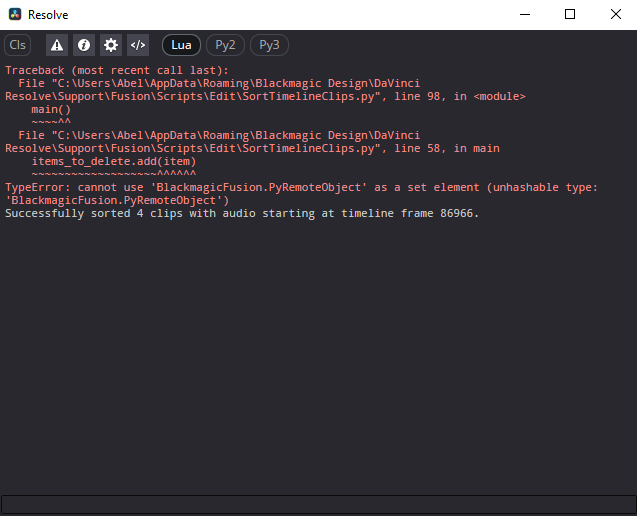 Resolve
Cls Lua Py2 Py3
Traceback (most recent call last):
  File "C:\Users\Abel\AppData\Roaming\Blackmagic Design\DaVinci
Resolve\Support\Fusion\Scripts\Edit\SortTimelineClips.py", line 98, in <module>
    main()
    ~~~~^^
  File "C:\Users\Abel\AppData\Roaming\Blackmagic Design\DaVinci
Resolve\Support\Fusion\Scripts\Edit\SortTimelineClips.py", line 58, in main
    items_to_delete.add(item)
    ~~~~~~~~~~~~~~~~~~~^^^^^^
TypeError: cannot use 'BlackmagicFusion.PyRemoteObject' as a set element (unhashable type:
'BlackmagicFusion.PyRemoteObject')
Successfully sorted 4 clips with audio starting at timeline frame 86966.